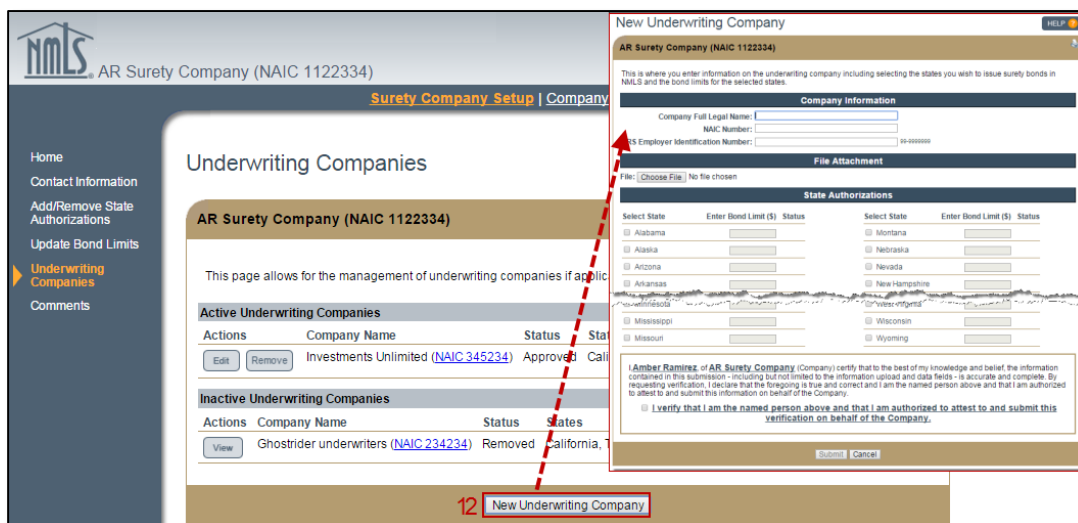 NMLS
AR Surety Company (NAIC 1122334)
Surety Company Setup | Company
Home
Contact Information
Add/Remove State
Authorizations
Update Bond Limits
Underwriting
Companies
Comments
Underwriting Companies
AR Surety Company (NAIC 1122334)
This page allows for the management of underwriting companies if
Active Underwriting Companies
Actions Company Name Status
Edit Remove Investments Unlimited (NAIC 345234) Approved
Inactive Underwriting Companies
Actions Company Name Status States
View Ghostrider underwriters (NAIC 234234) Removed California,
12 New Underwriting Company
New Underwriting Company
HELP ?
AR Surety Company (NAIC 1122334)
This is where you enter information on the underwriting company including selecting the states you wish to issue surety bonds in
NMLS and the bond limits for the selected states.
Company Information
Company Full Legal Name:
NAIC Number:
Employer Identification Number: 99-9999999
File Attachment
File: Choose File No file chosen
State Authorizations
Select State Enter Bond Limit ($) Status Select State Enter Bond Limit ($) Status
Alabama Montana
Alaska Nebraska
Arizona Nevada
Arkansas New Hampshire
Minnesota West Virginia
Mississippi Wisconsin
Missouri Wyoming
I, Amber Ramirez, of AR Surety Company (Company) certify that to the best of my knowledge and belief, the information
contained in this submission - including but not limited to the information upload and data fields - is accurate and complete. By
requesting verification, I declare that the foregoing is true and correct and I am the named person above and that I am authorized
to attest to and submit this information on behalf of the Company.
I verify that I am the named person above and that I am authorized to attest to and submit this
verification on behalf of the Company.
Submit Cancel